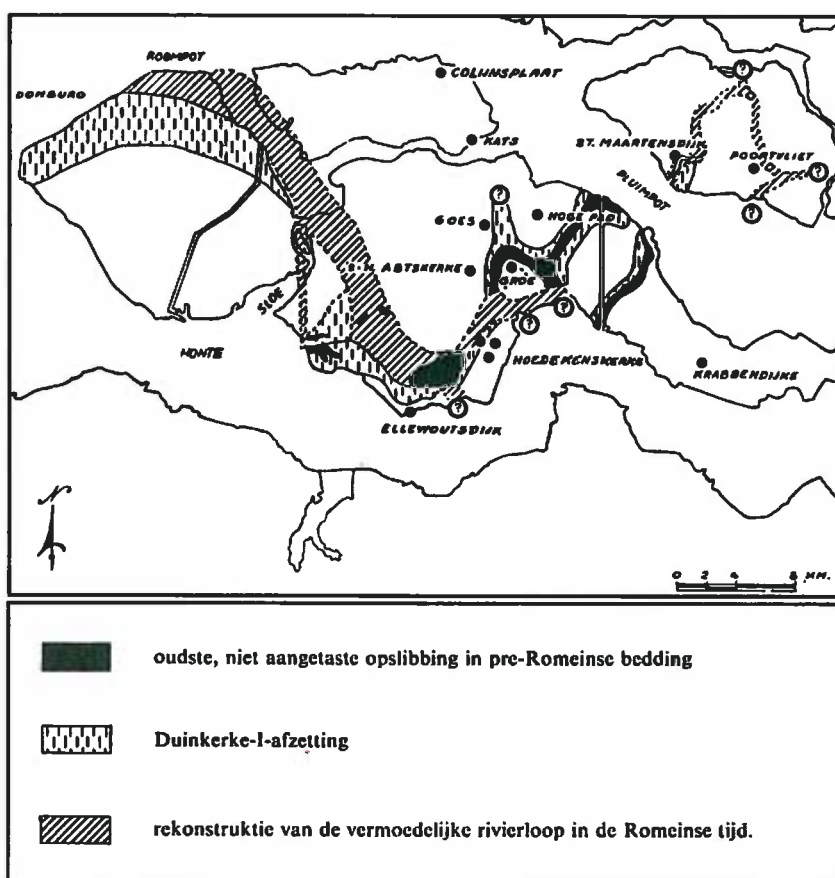 ROOMPOT
DOMBURG
COLIJNSPLAAT
KATS
ST. MAARTENSDIJK
POORTVLIET
PLUIMPOT
GOES
HOGE PAD
ABTSKERKE
GROE
SLOE
HONTE
HOEDEKENSKERKE
KRABBENDIJKE
ELLEWOUTSDIJK
?
?
?
?
?
?
?
?
N
0 2 4 8 KM.
oudste, niet aangetaste opslibbing in pre-Romeinse bedding
Duinkerke-I-afzetting
rekonstruktie van de vermoedelijke rivierloop in de Romeinse tijd.